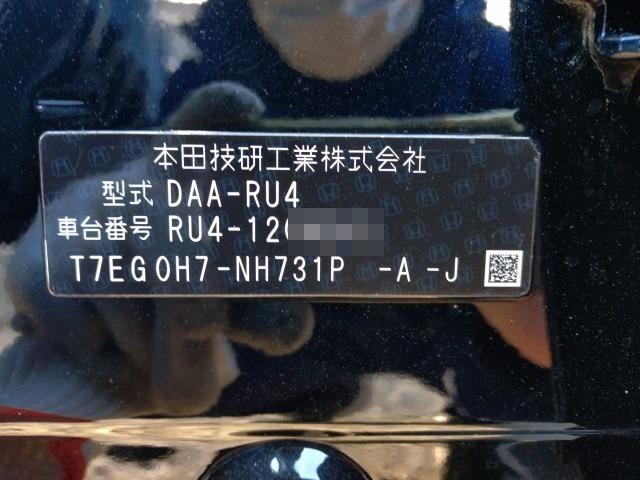 本田技研工業株式会社
型式 DAA-RU4
車台番号 RU4-120
T7EG0H7-NH731P -A-J